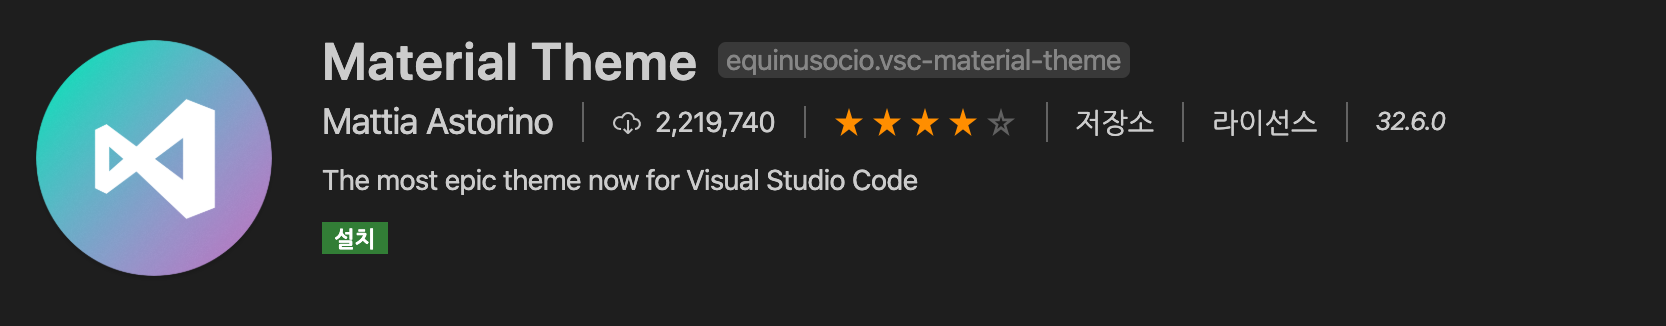 Material Theme equinusocio.vsc-material-theme
Mattia Astorino 2,219,740 저장소 라이선스 32.6.0
The most epic theme now for Visual Studio Code
설치